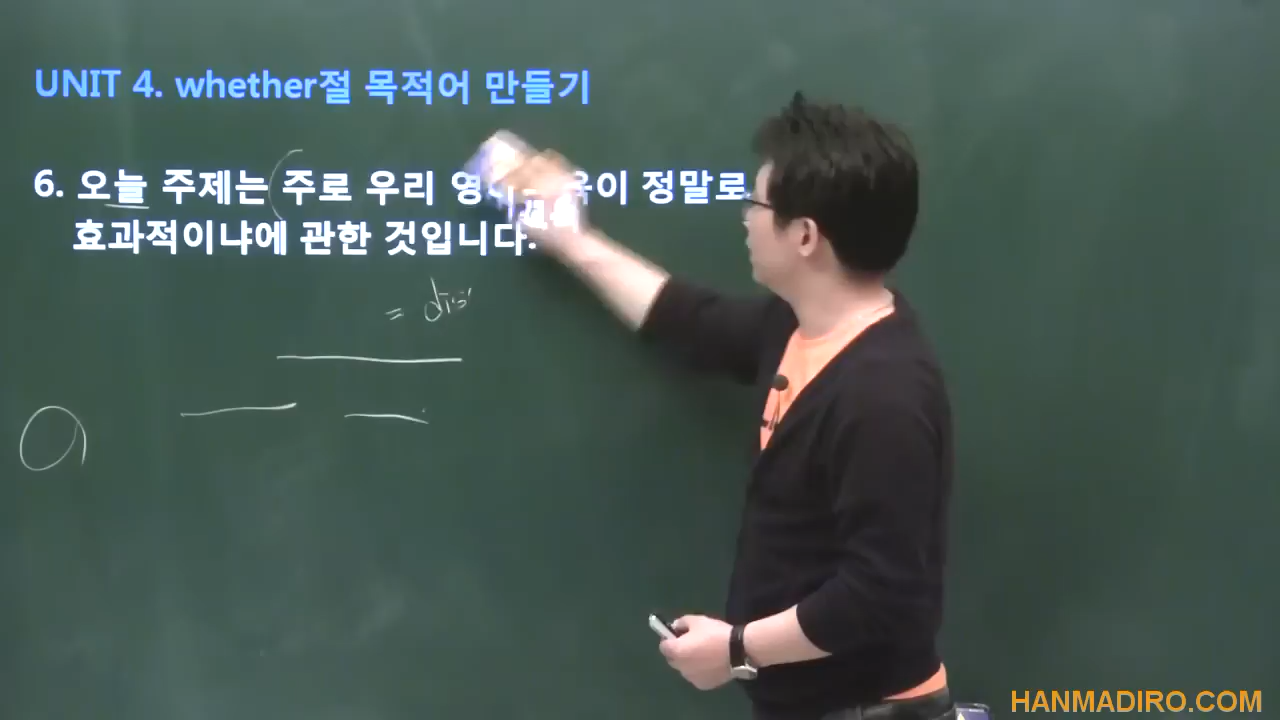 UNIT 4. whether절 목적어 만들기
6. 오늘 주제는 주로 우리 정말로
효과적이냐에 관한 것입니다.
= dis
HANMADIRO.COM